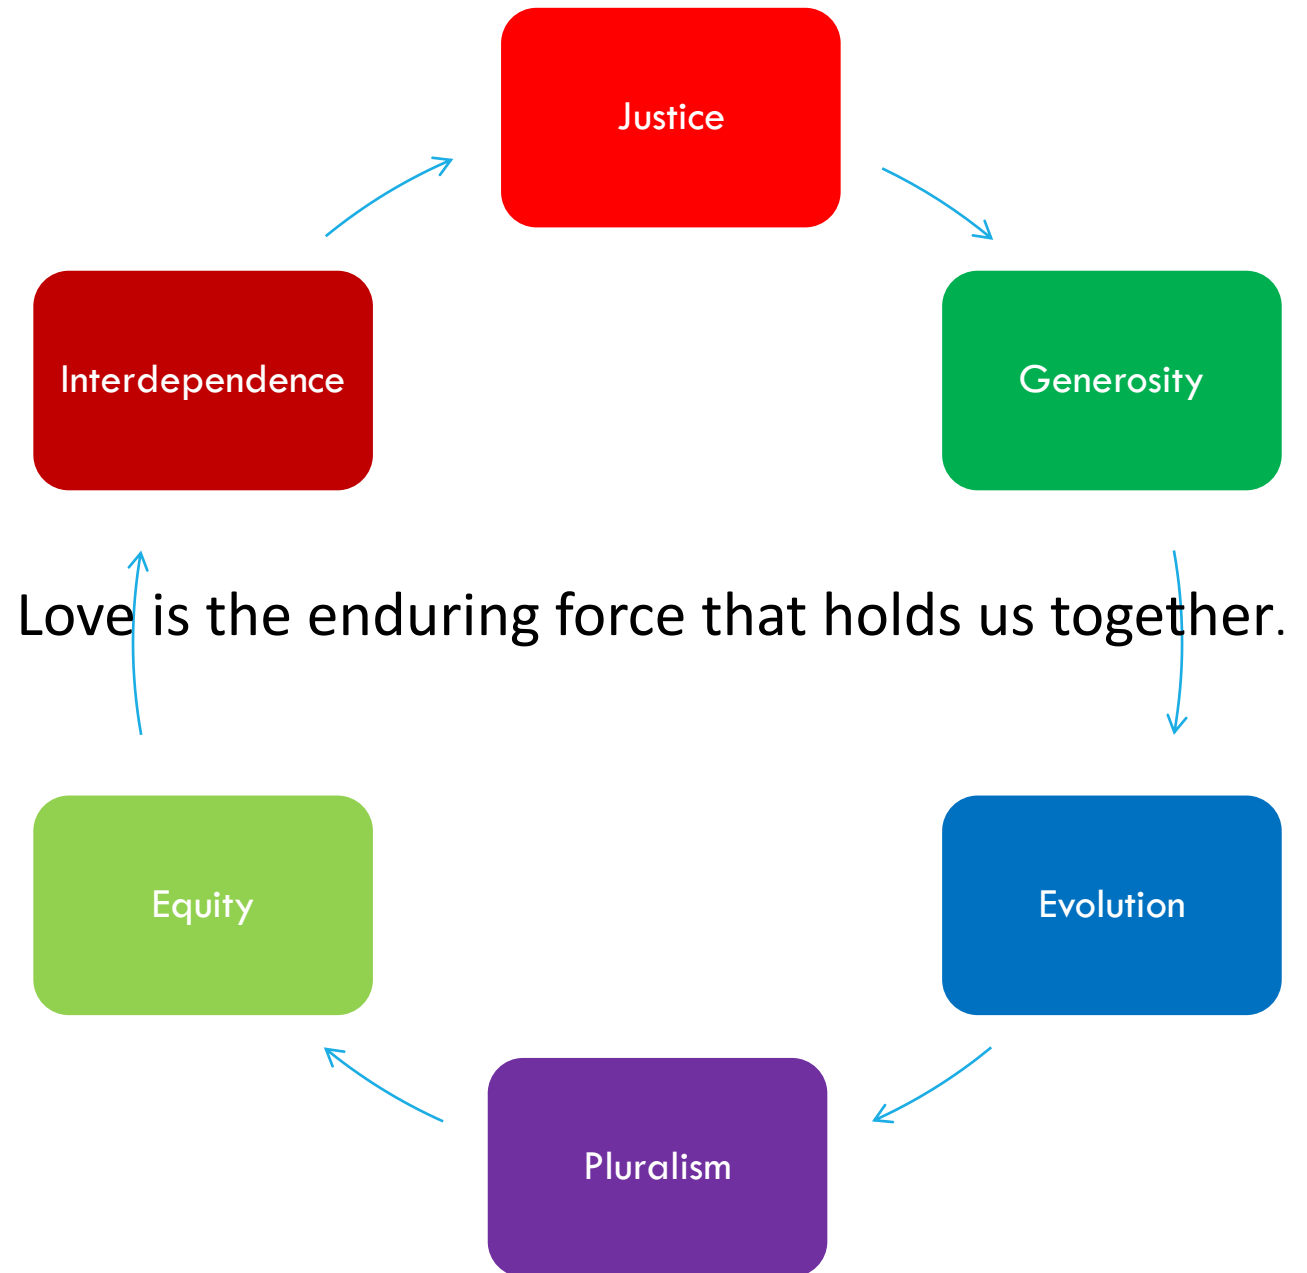 Justice
Interdependence
Generosity
Love is the enduring force that holds us together.
Equity
Evolution
Pluralism